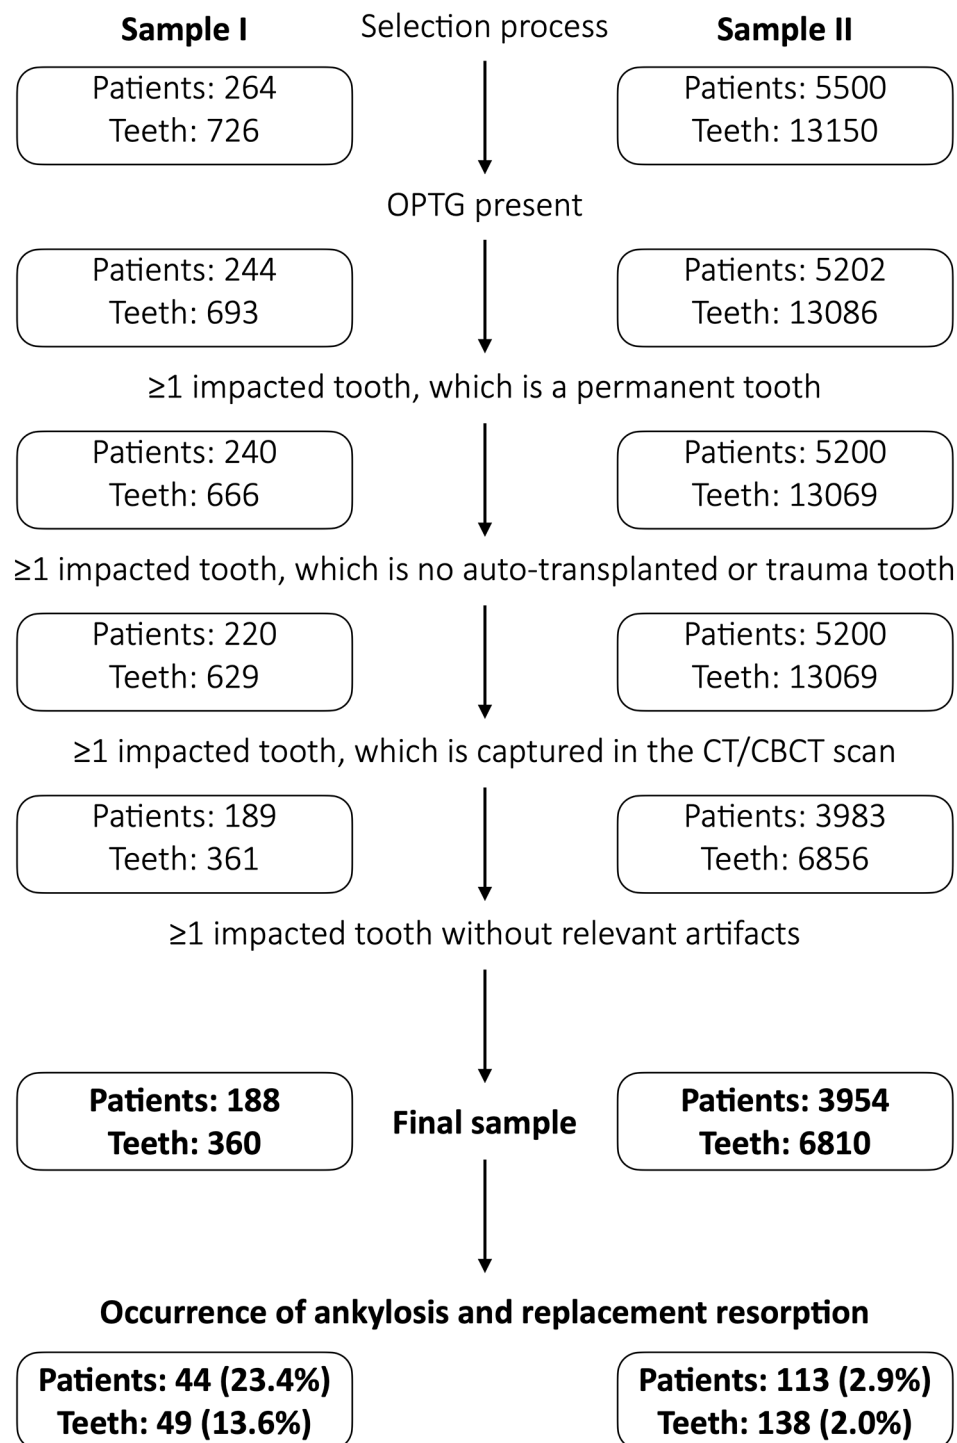 Sample I
Selection process
Sample II
Patients: 264
Teeth: 726
Patients: 5500
Teeth: 13150
OPTG present
Patients: 244
Teeth: 693
Patients: 5202
Teeth: 13086
≥1 impacted tooth, which is a permanent tooth
Patients: 240
Teeth: 666
Patients: 5200
Teeth: 13069
≥1 impacted tooth, which is no auto-transplanted or trauma tooth
Patients: 220
Teeth: 629
Patients: 5200
Teeth: 13069
≥1 impacted tooth, which is captured in the CT/CBCT scan
Patients: 189
Teeth: 361
Patients: 3983
Teeth: 6856
≥1 impacted tooth without relevant artifacts
Patients: 188
Teeth: 360
Final sample
Patients: 3954
Teeth: 6810
Occurrence of ankylosis and replacement resorption
Patients: 44 (23.4%)
Teeth: 49 (13.6%)
Patients: 113 (2.9%)
Teeth: 138 (2.0%)